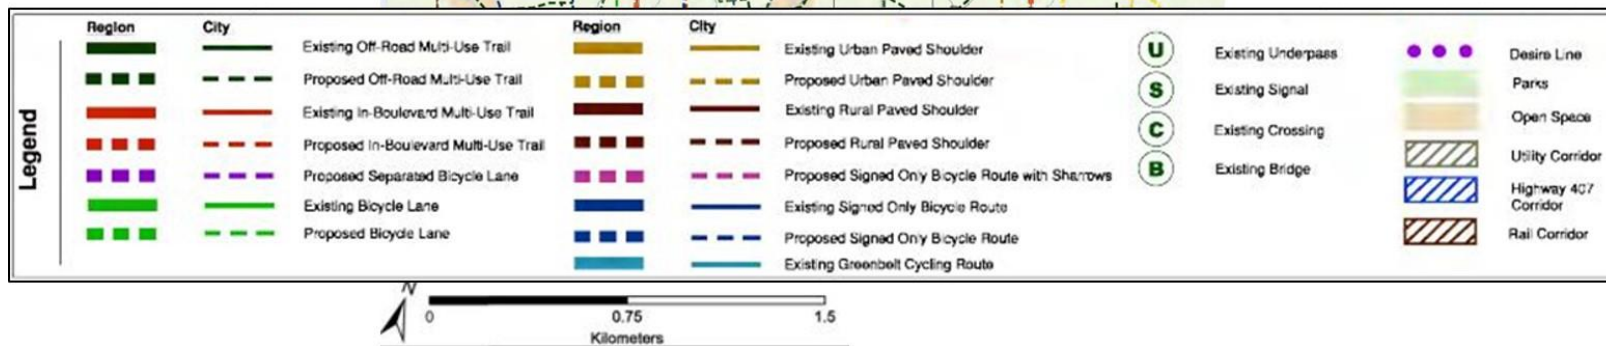 Legend
Region City
Existing Off-Road Multi-Use Trail
Proposed Off-Road Multi-Use Trail
Existing In-Boulevard Multi-Use Trail
Proposed In-Boulevard Multi-Use Trail
Proposed Separated Bicycle Lane
Existing Bicycle Lane
Proposed Bicycle Lane
Region City
Existing Urban Paved Shoulder
Proposed Urban Paved Shoulder
Existing Rural Paved Shoulder
Proposed Rural Paved Shoulder
Proposed Signed Only Bicycle Route with Sharrows
Existing Signed Only Bicycle Route
Proposed Signed Only Bicycle Route
Existing Greenbelt Cycling Route
U Existing Underpass
S Existing Signal
C Existing Crossing
B Existing Bridge
Desire Line
Parks
Open Space
Utility Corridor
Highway 407
Corridor
Rail Corridor
N
0 0.75 1.5
Kilometers